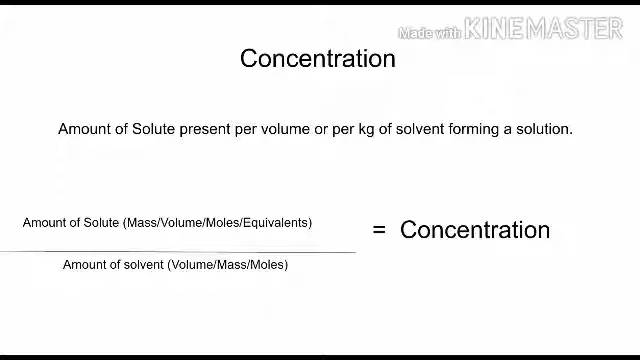 Made with KINEMASTER
Concentration
Amount of Solute present per volume or per kg of solvent forming a solution.
Amount of Solute (Mass/Volume/Moles/Equivalents)
= Concentration
Amount of solvent (Volume/Mass/Moles)